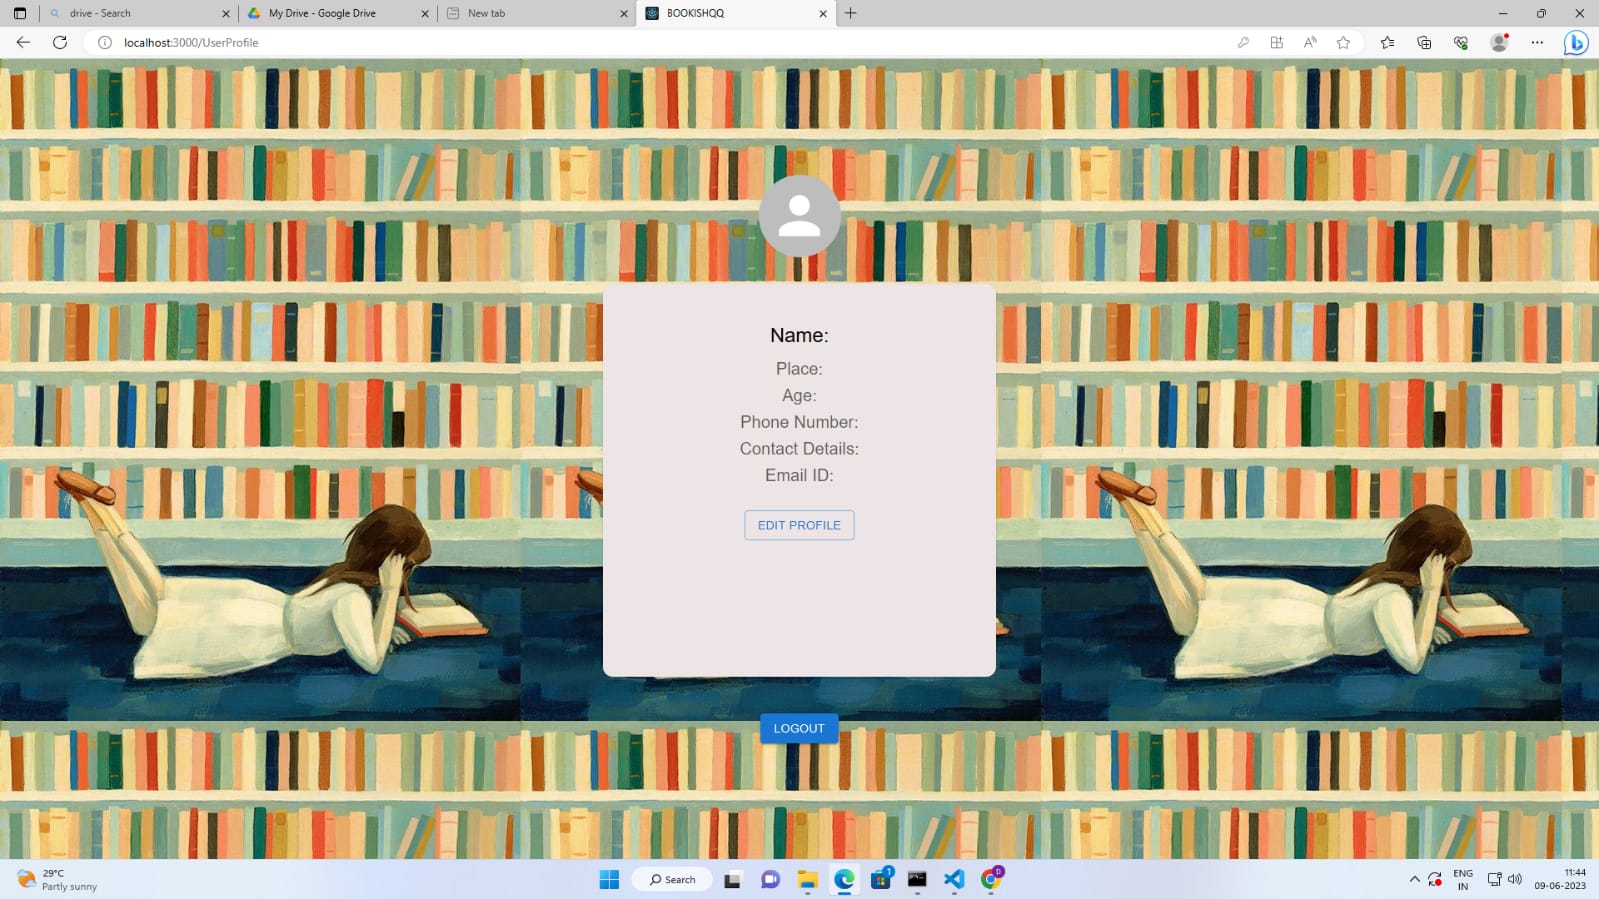 drive - Search
My Drive - Google Drive
New tab
BOOKISHQQ
localhost:3000/UserProfile
Name:
Place:
Age:
Phone Number:
Contact Details:
Email ID:
EDIT PROFILE
LOGOUT
29°C
Partly sunny
Search
1
D
ENG
IN
11:44
09-06-2023